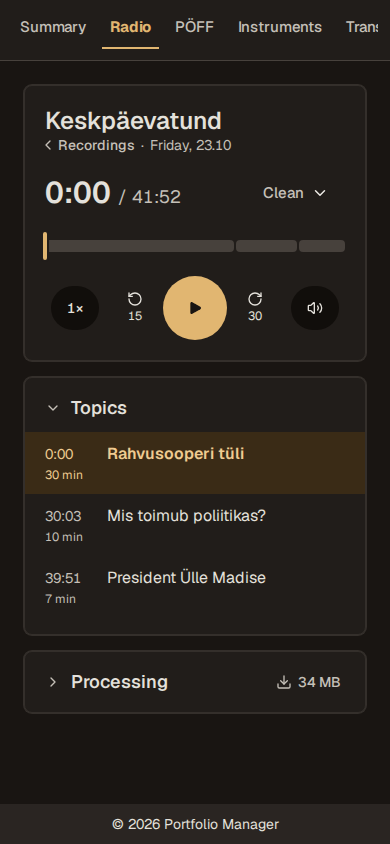 Summary Radio PÖFF Instruments Trans
Keskpäevatund
Recordings · Friday, 23.10
0:00 / 41:52 Clean
1× 15 30
Topics
0:00 Rahvusooperi tüli
30 min
30:03 Mis toimub poliitikas?
10 min
39:51 President Ülle Madise
7 min
Processing 34 MB
© 2026 Portfolio Manager